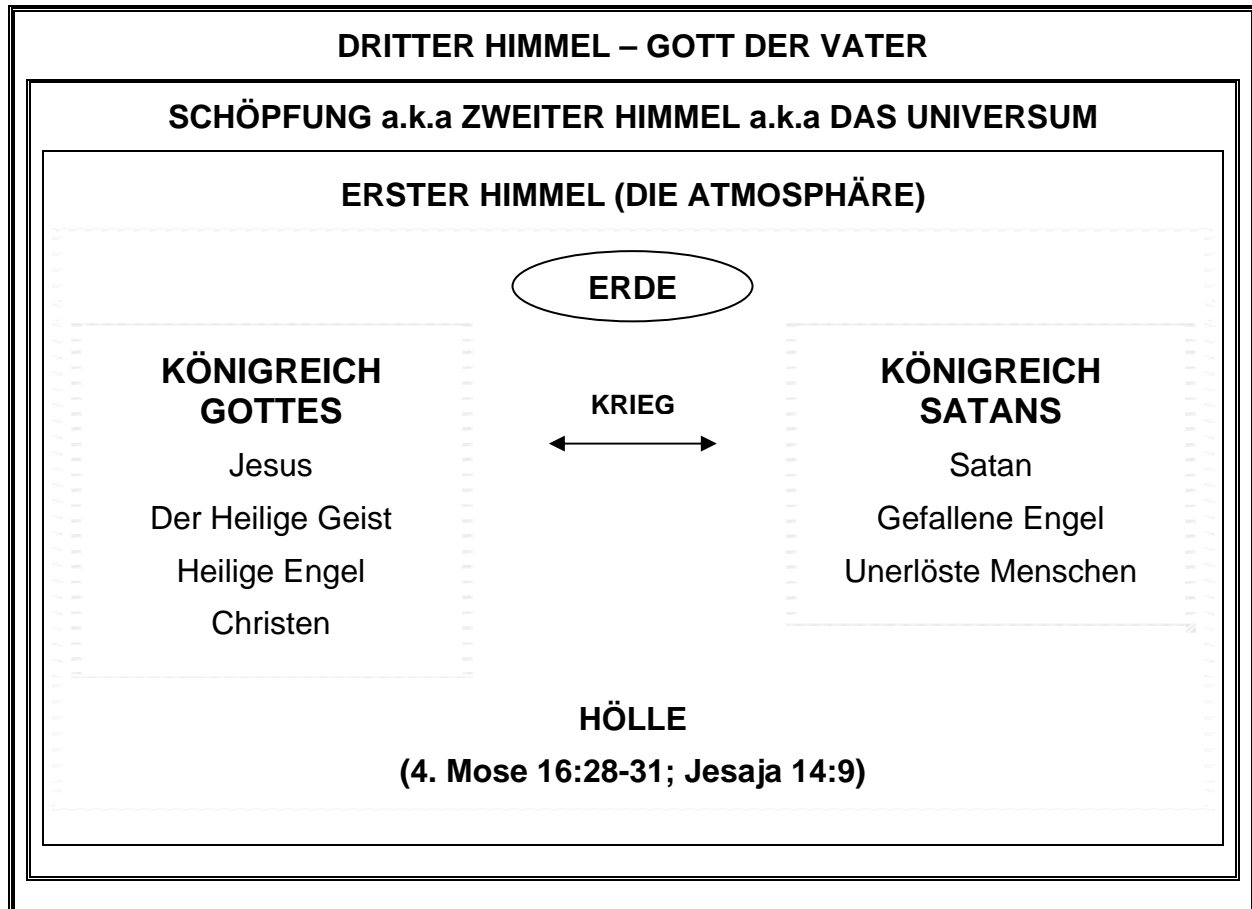 DRITTER HIMMEL – GOTT DER VATER
SCHÖPFUNG a.k.a ZWEITER HIMMEL a.k.a DAS UNIVERSUM
ERSTER HIMMEL (DIE ATMOSPHÄRE)
ERDE
KÖNIGREICH
GOTTES
Jesus
Der Heilige Geist
Heilige Engel
Christen
KRIEG
KÖNIGREICH
SATANS
Satan
Gefallene Engel
Unerlöste Menschen
HÖLLE
(4. Mose 16:28-31; Jesaja 14:9)